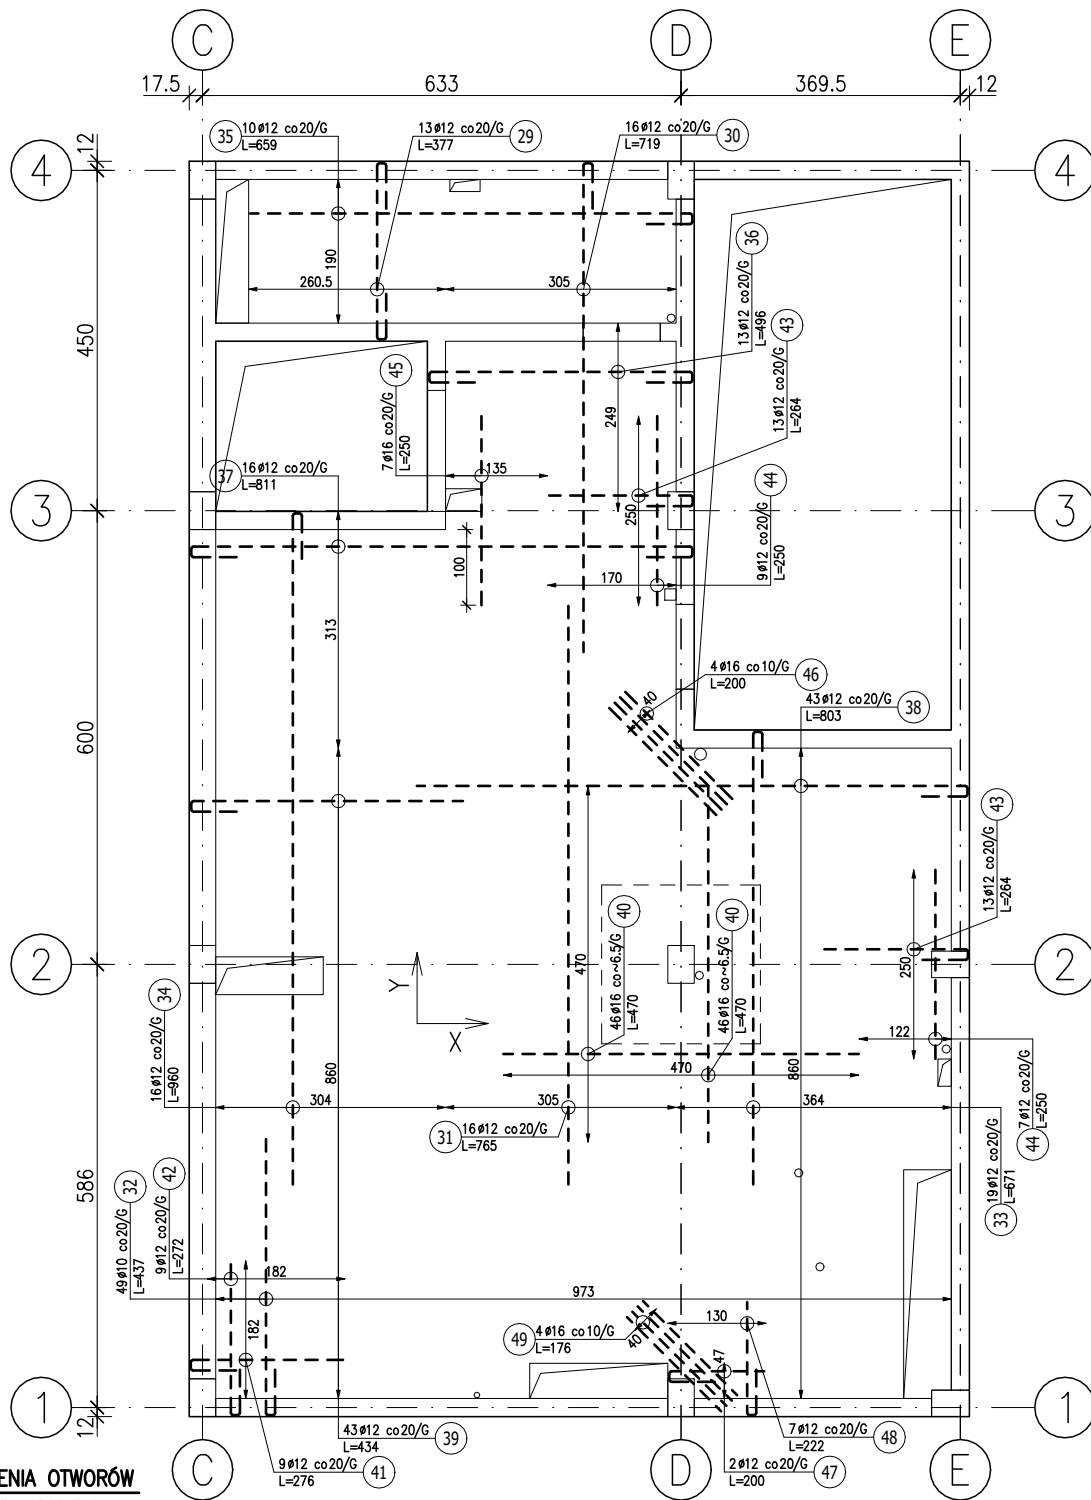 C
D
E
17.5
633
369.5
12
12
4
4
35
10ø12 co20/G
L=659
13ø12 co20/G
L=377
29
16ø12 co20/G
L=719
30
190
260.5
305
36
13ø12 co20/G
L=496
43
13ø12 co20/G
L=264
450
45
7ø16 co20/G
L=250
249
135
37
16ø12 co20/G
L=811
44
9ø12 co20/G
L=250
3
3
250
100
170
313
4ø16 co10/G
L=200
46
40
43ø12 co20/G
L=803
38
600
43
13ø12 co20/G
L=264
40
46ø16 co~6.5/G
L=470
40
46ø16 co~6.5/G
L=470
470
250
2
2
34
16ø12 co20/G
L=960
Y
X
122
860
470
860
304
305
364
7ø12 co20/G
L=250
44
31
16ø12 co20/G
L=765
586
32
49ø10 co20/G
L=437
42
9ø12 co20/G
L=272
19ø12 co20/G
L=671
33
182
973
182
130
49
4ø16 co10/G
L=176
40
47
1
1
12
43ø12 co20/G
L=434
39
7ø12 co20/G
L=222
48
9ø12 co20/G
L=276
41
2ø12 co20/G
L=200
47
C
D
E
ENIA OTWORÓW